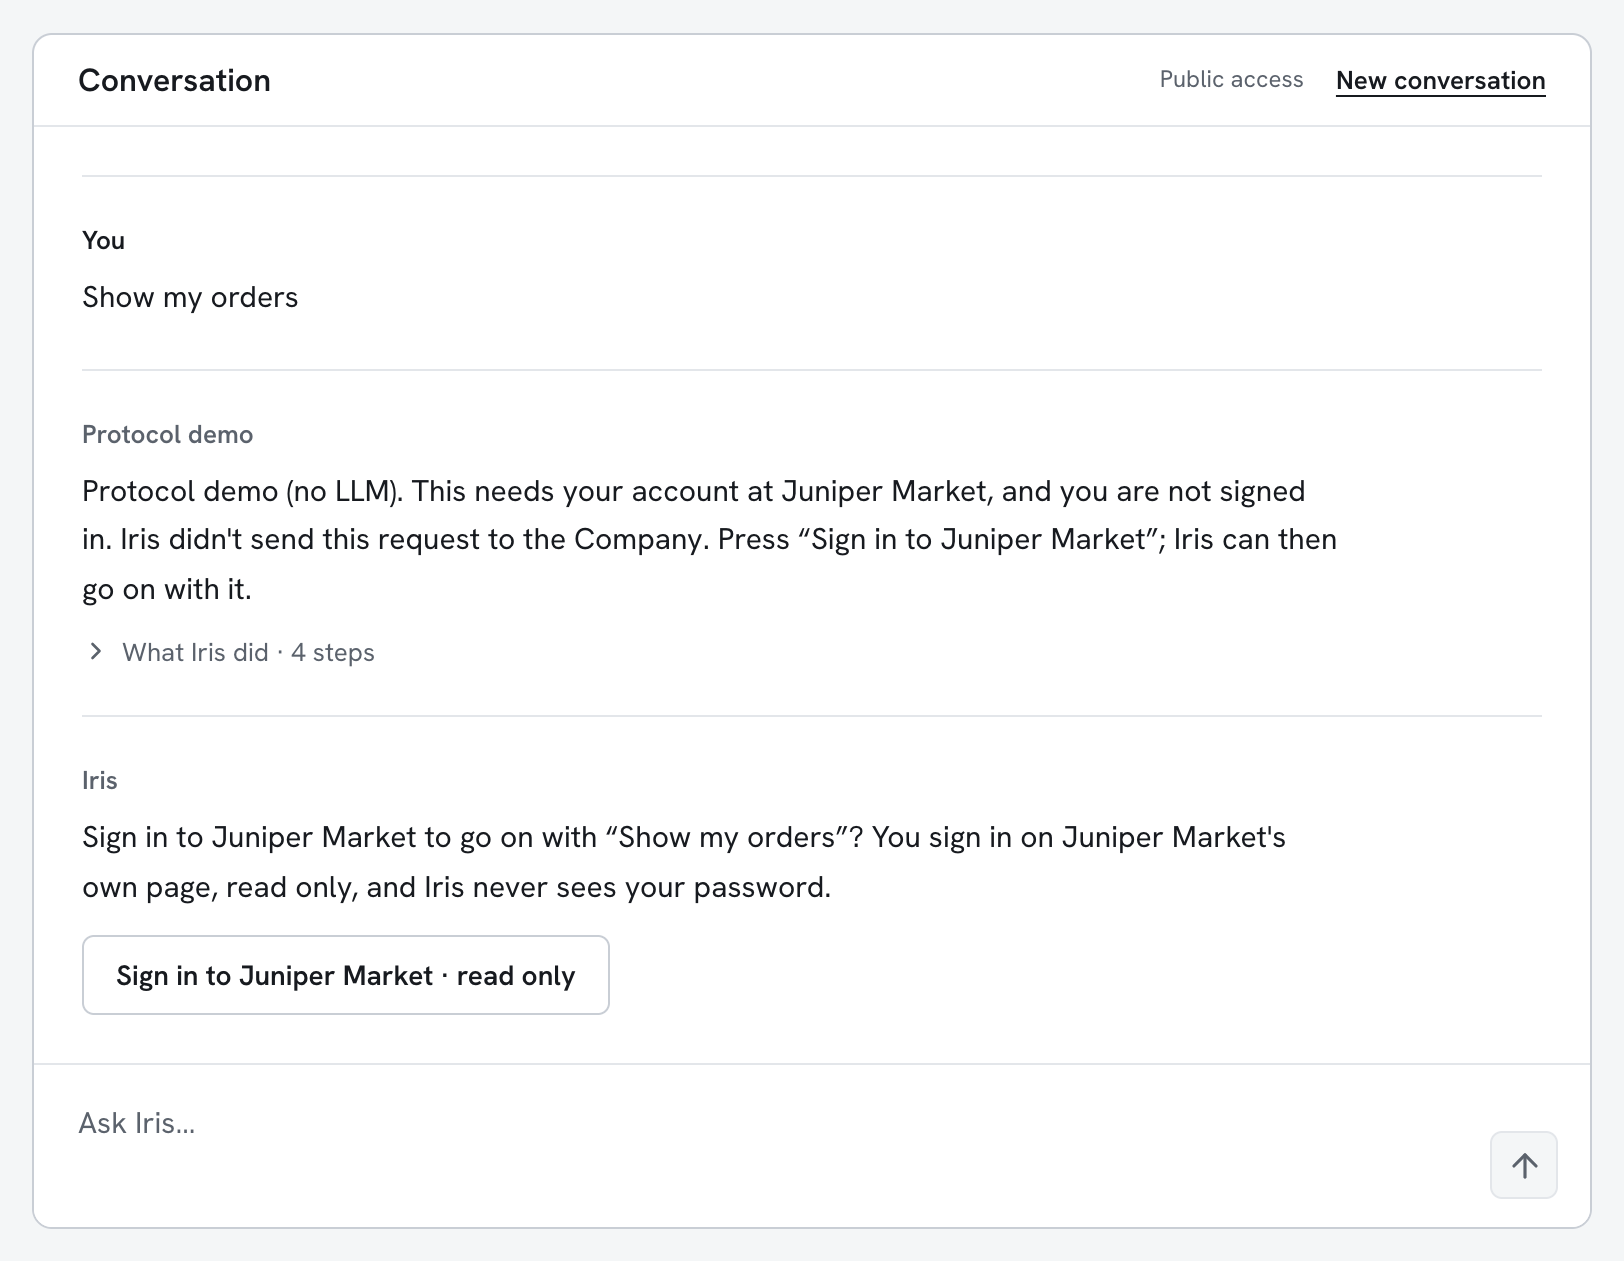 Conversation
Public access
New conversation
You
Show my orders
Protocol demo
Protocol demo (no LLM). This needs your account at Juniper Market, and you are not signed
in. Iris didn't send this request to the Company. Press “Sign in to Juniper Market”; Iris can then
go on with it.
What Iris did · 4 steps
Iris
Sign in to Juniper Market to go on with “Show my orders”? You sign in on Juniper Market's
own page, read only, and Iris never sees your password.
Sign in to Juniper Market · read only
Ask Iris...